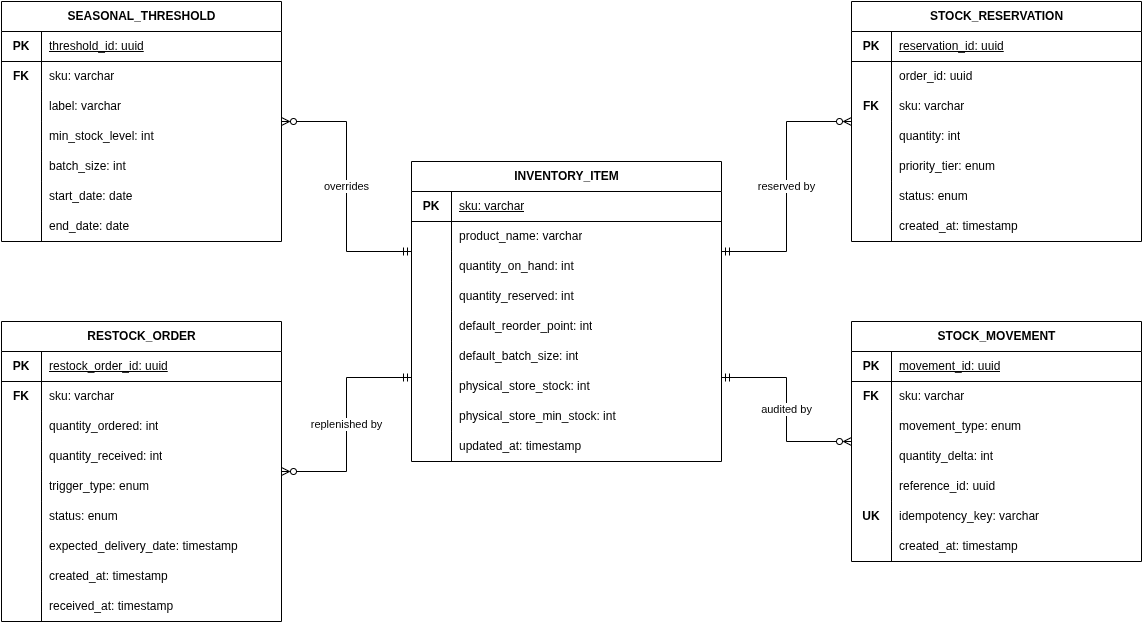 SEASONAL_THRESHOLD
PK threshold_id: uuid
FK sku: varchar
label: varchar
min_stock_level: int
batch_size: int
start_date: date
end_date: date
overrides
RESTOCK_ORDER
PK restock_order_id: uuid
FK sku: varchar
quantity_ordered: int
quantity_received: int
trigger_type: enum
status: enum
expected_delivery_date: timestamp
created_at: timestamp
received_at: timestamp
replenished by
INVENTORY_ITEM
PK sku: varchar
product_name: varchar
quantity_on_hand: int
quantity_reserved: int
default_reorder_point: int
default_batch_size: int
physical_store_stock: int
physical_store_min_stock: int
updated_at: timestamp
reserved by
STOCK_RESERVATION
PK reservation_id: uuid
order_id: uuid
FK sku: varchar
quantity: int
priority_tier: enum
status: enum
created_at: timestamp
audited by
STOCK_MOVEMENT
PK movement_id: uuid
FK sku: varchar
movement_type: enum
quantity_delta: int
reference_id: uuid
UK idempotency_key: varchar
created_at: timestamp